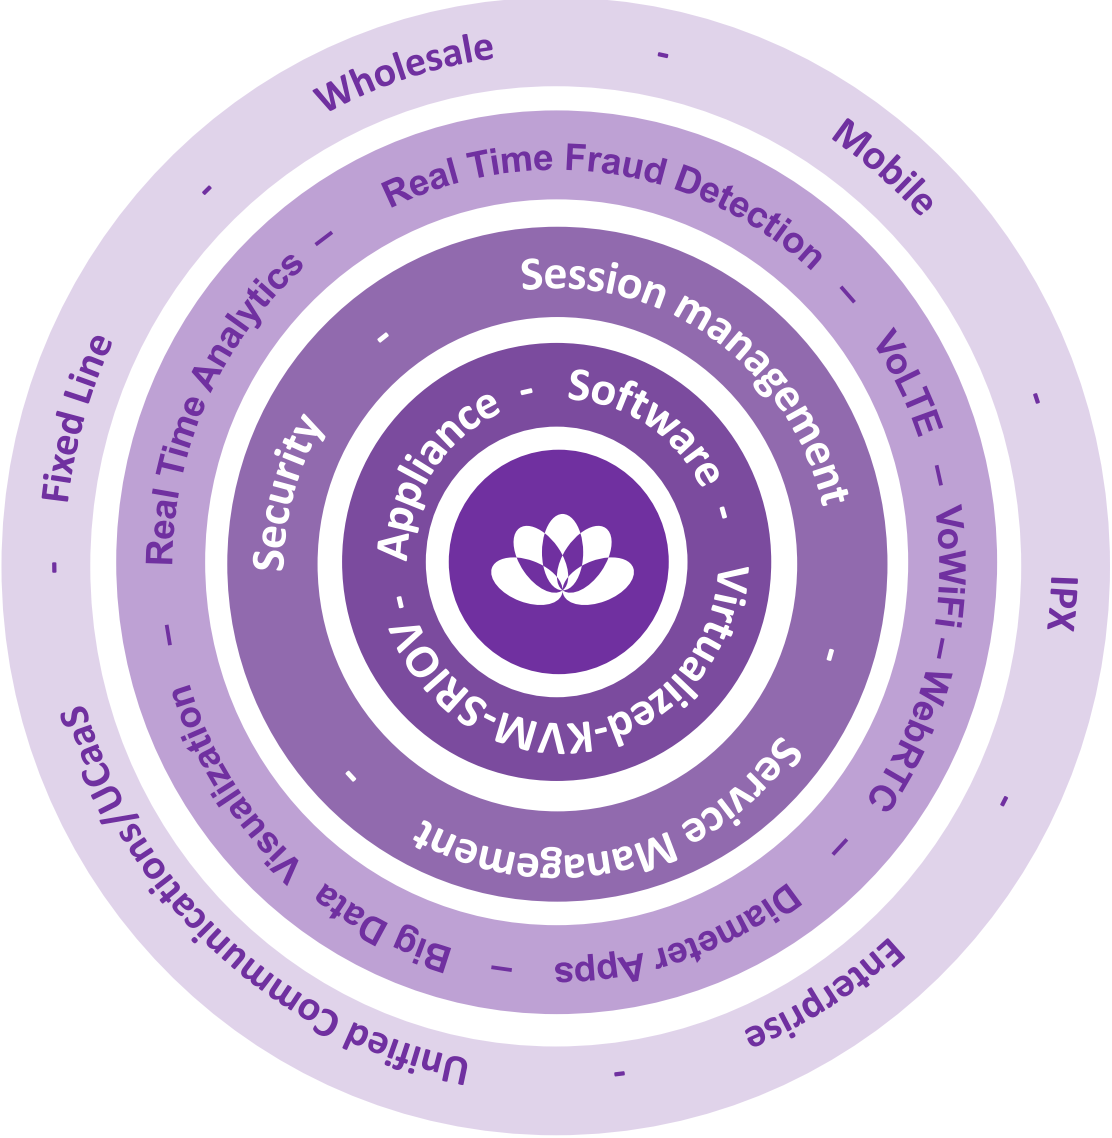 Wholesale - Mobile - IPX - Enterprise - Unified Communications/UCaaS - Fixed Line -
Real Time Fraud Detection – VoLTE – VoWiFi – WebRTC – Diameter Apps – Big Data Visualization – Real Time Analytics –
Session management - Service Management - Security -
Software - Virtualized-KVM-SRIOV - Appliance -